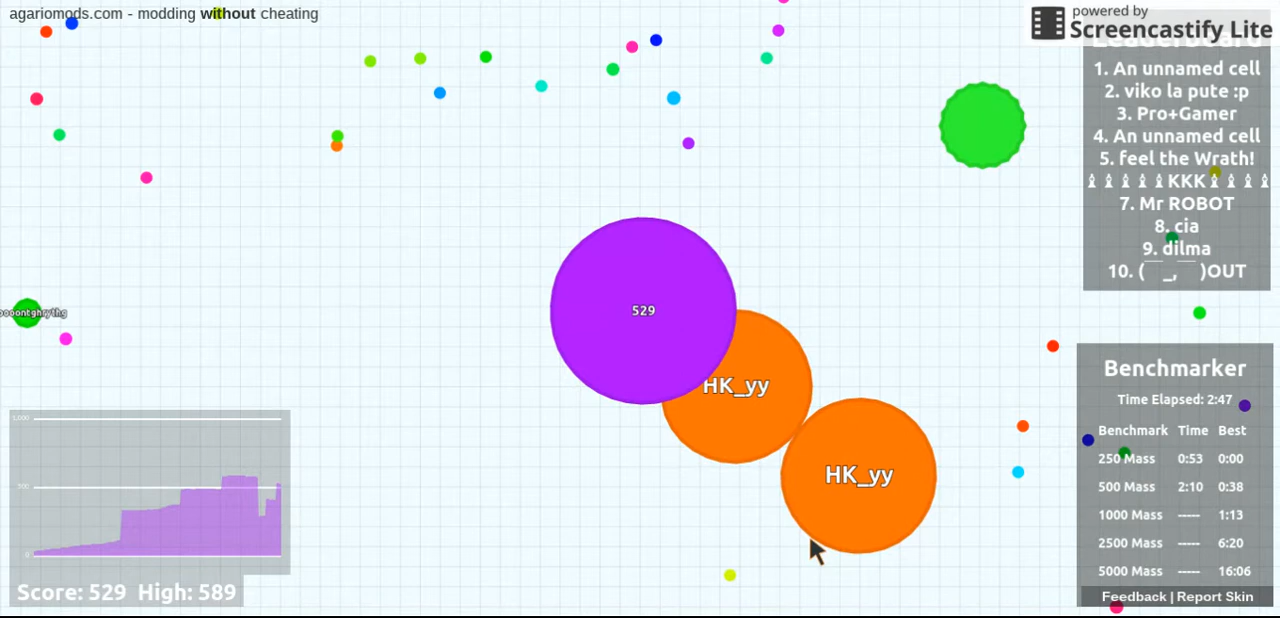 agariomods.com - modding without cheating
powered by
Screencastify Lite
1. An unnamed cell
2. viko la pute :p
3. Pro+Gamer
4. An unnamed cell
5. feel the Wrath!
KKK
7. Mr ROBOT
8. cia
9. dilma
10. (¯_,¯)OUT
529
HK_yy
HK_yy
Benchmarker
Time Elapsed: 2:47
Benchmark Time Best
250 Mass 0:53 0:00
500 Mass 2:10 0:38
1000 Mass ----- 1:13
2500 Mass ----- 6:20
5000 Mass ----- 16:06
Feedback | Report Skin
Score: 529 High: 589